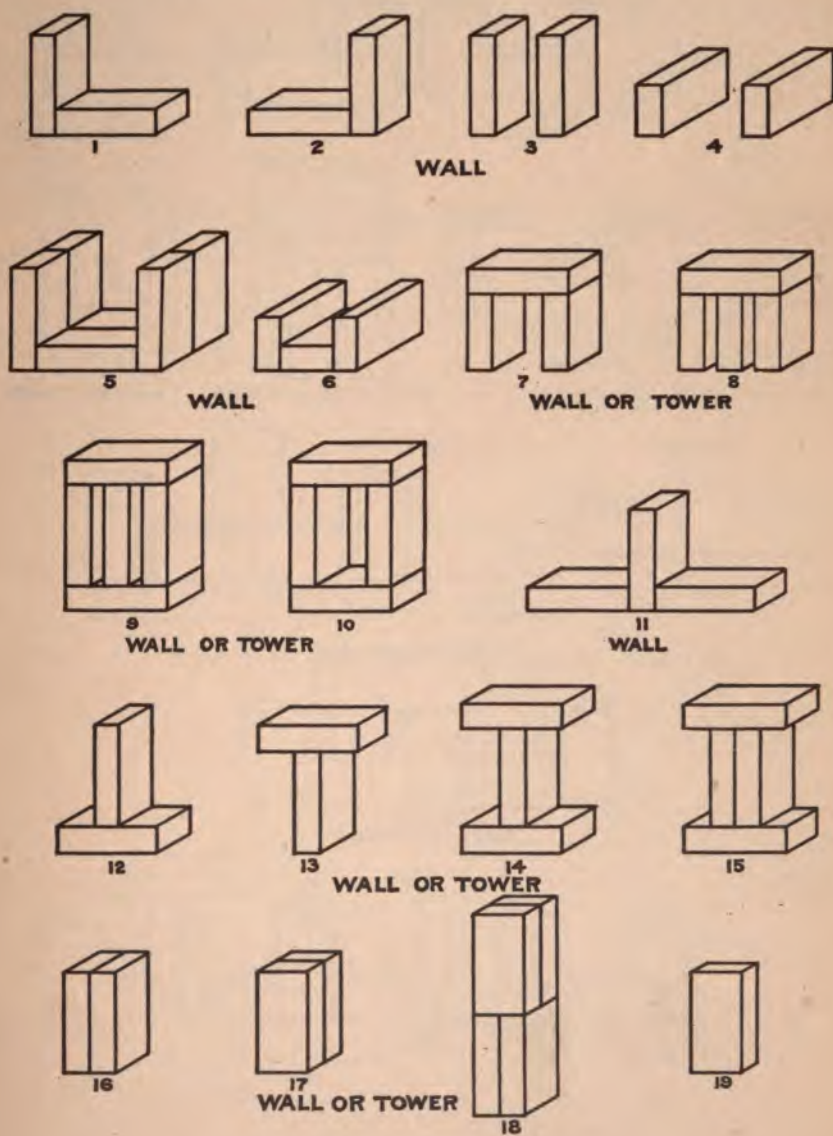 1 2 3 4
WALL
5 6 7 8
WALL WALL OR TOWER
9 10 11
WALL OR TOWER WALL
12 13 14 15
WALL OR TOWER
16 17 18 19
WALL OR TOWER